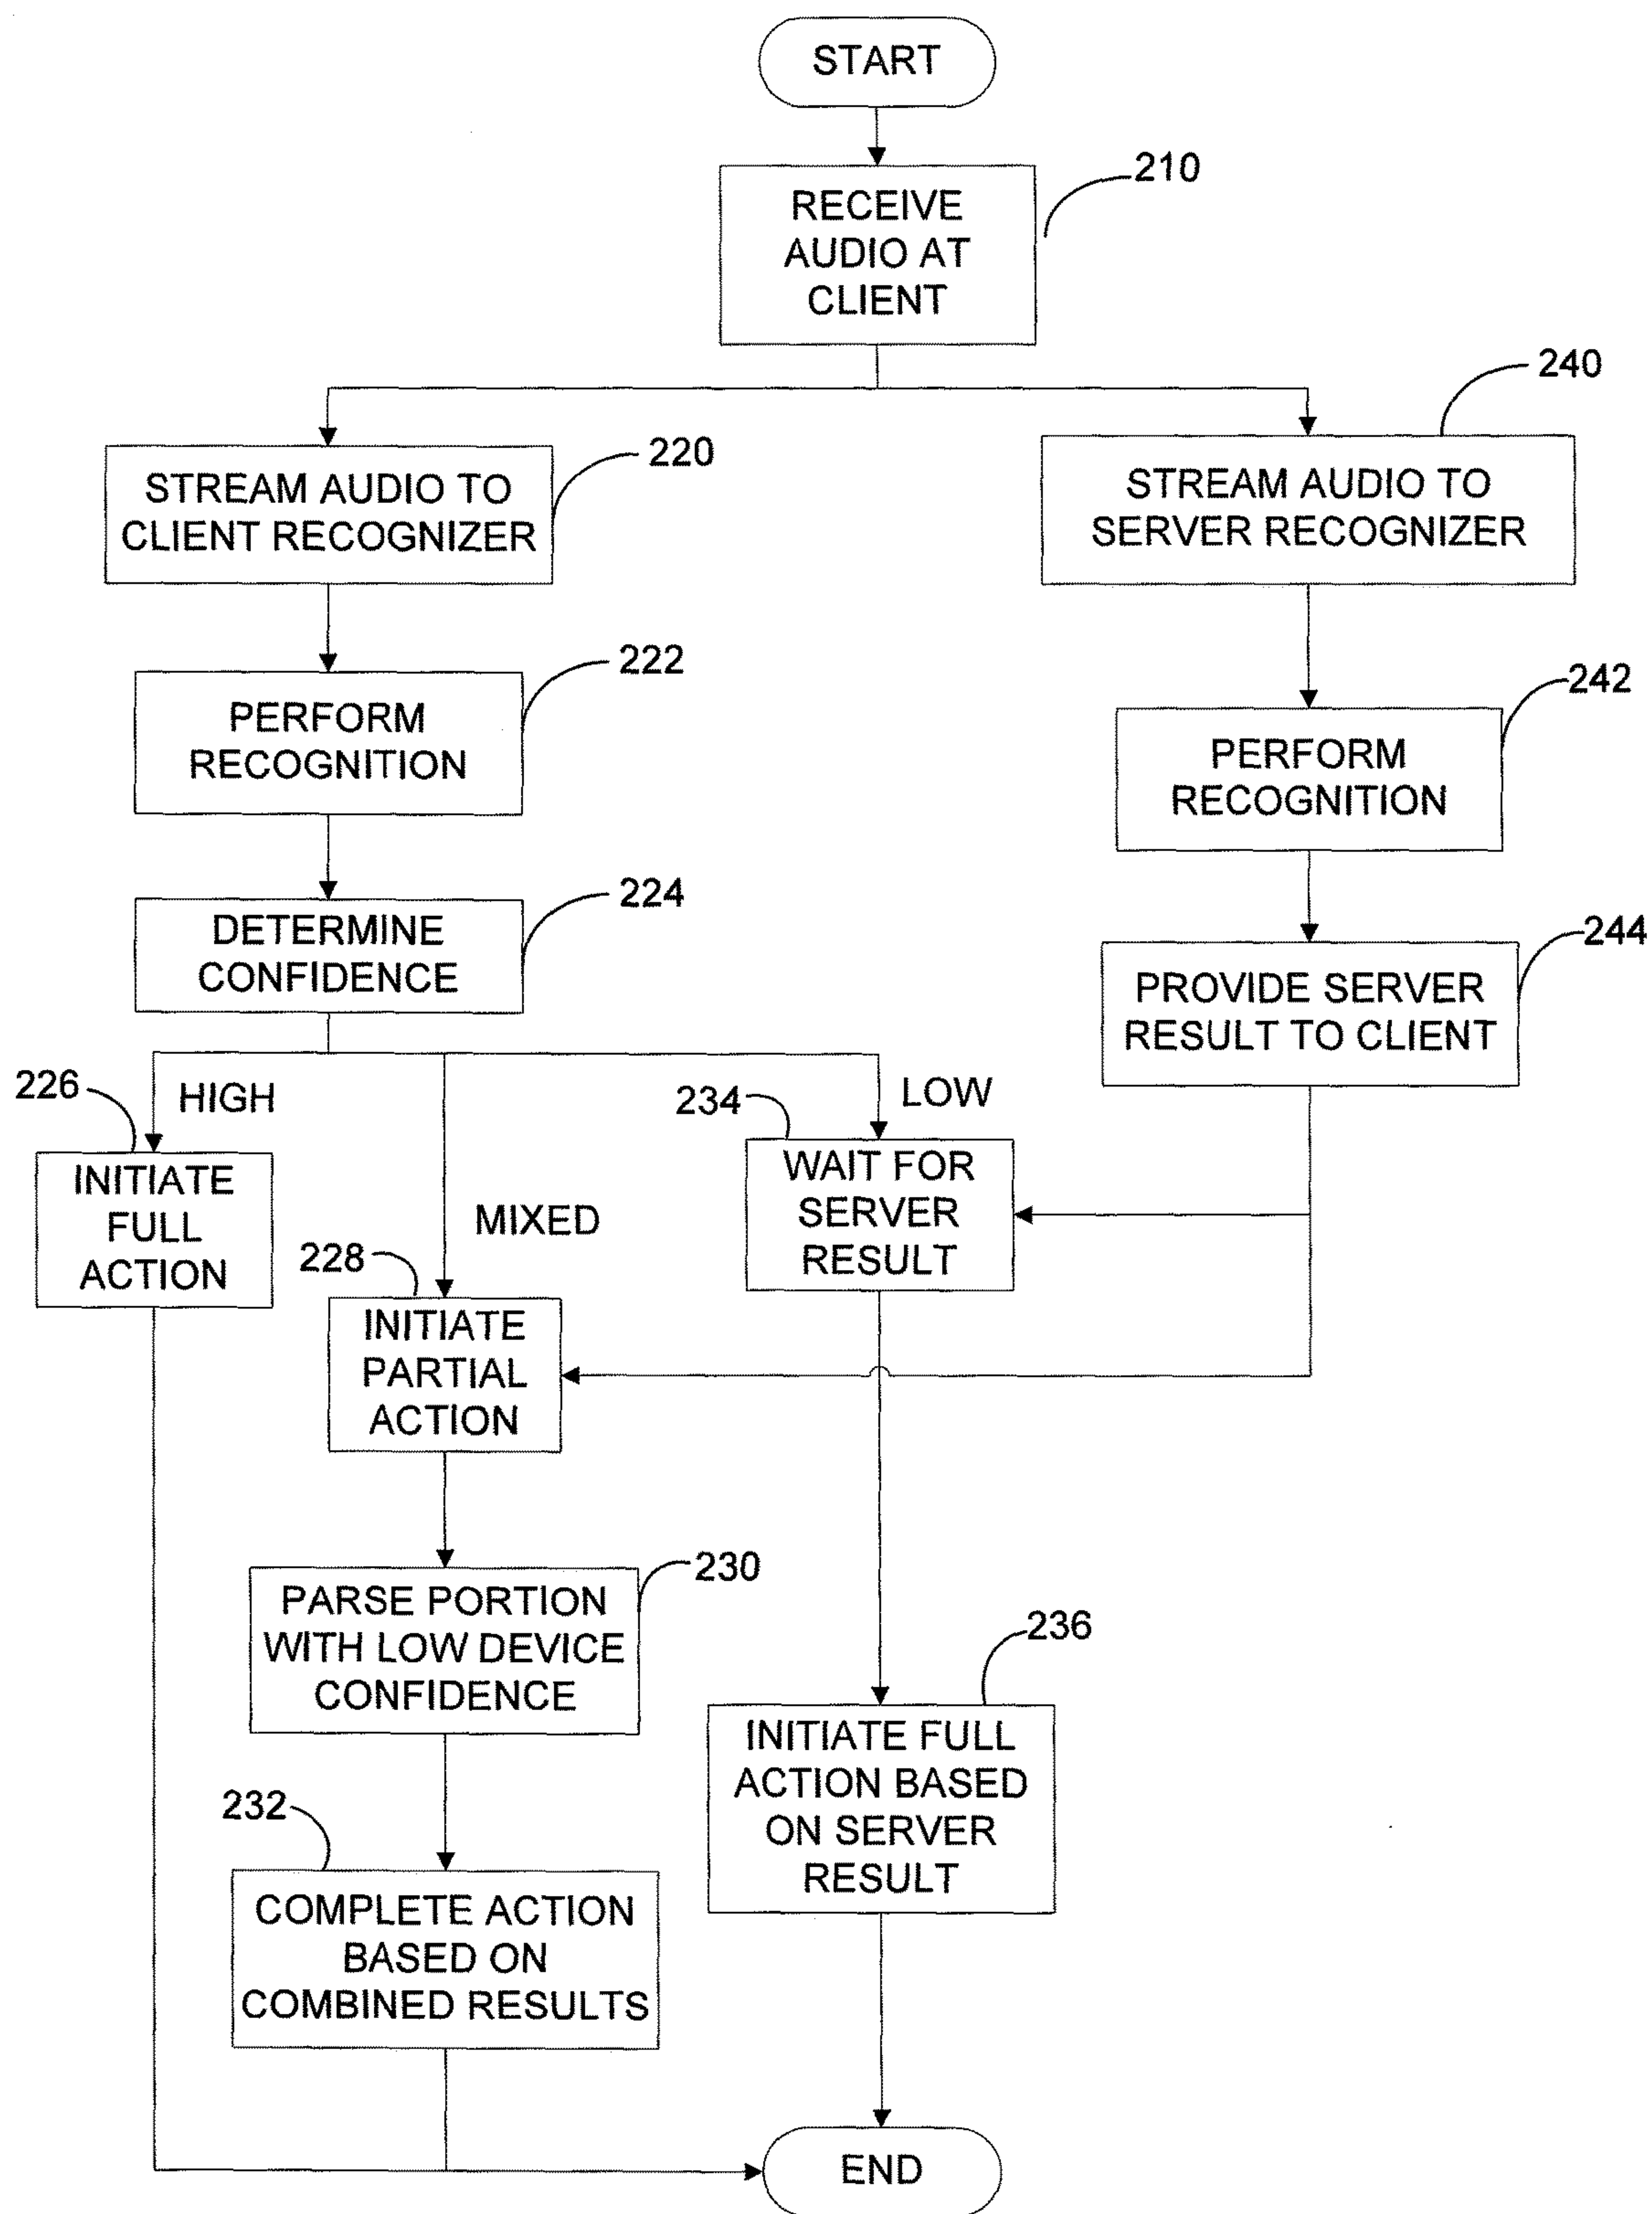 START
210
RECEIVE
AUDIO AT
CLIENT
240
220
STREAM AUDIO TO
CLIENT RECOGNIZER
STREAM AUDIO TO
SERVER RECOGNIZER
222
PERFORM
RECOGNITION
242
PERFORM
RECOGNITION
224
DETERMINE
CONFIDENCE
244
PROVIDE SERVER
RESULT TO CLIENT
226
HIGH
234
LOW
INITIATE
FULL
ACTION
WAIT FOR
SERVER
RESULT
MIXED
228
INITIATE
PARTIAL
ACTION
230
PARSE PORTION
WITH LOW DEVICE
CONFIDENCE
236
INITIATE FULL
ACTION BASED
ON SERVER
RESULT
232
COMPLETE ACTION
BASED ON
COMBINED RESULTS
END